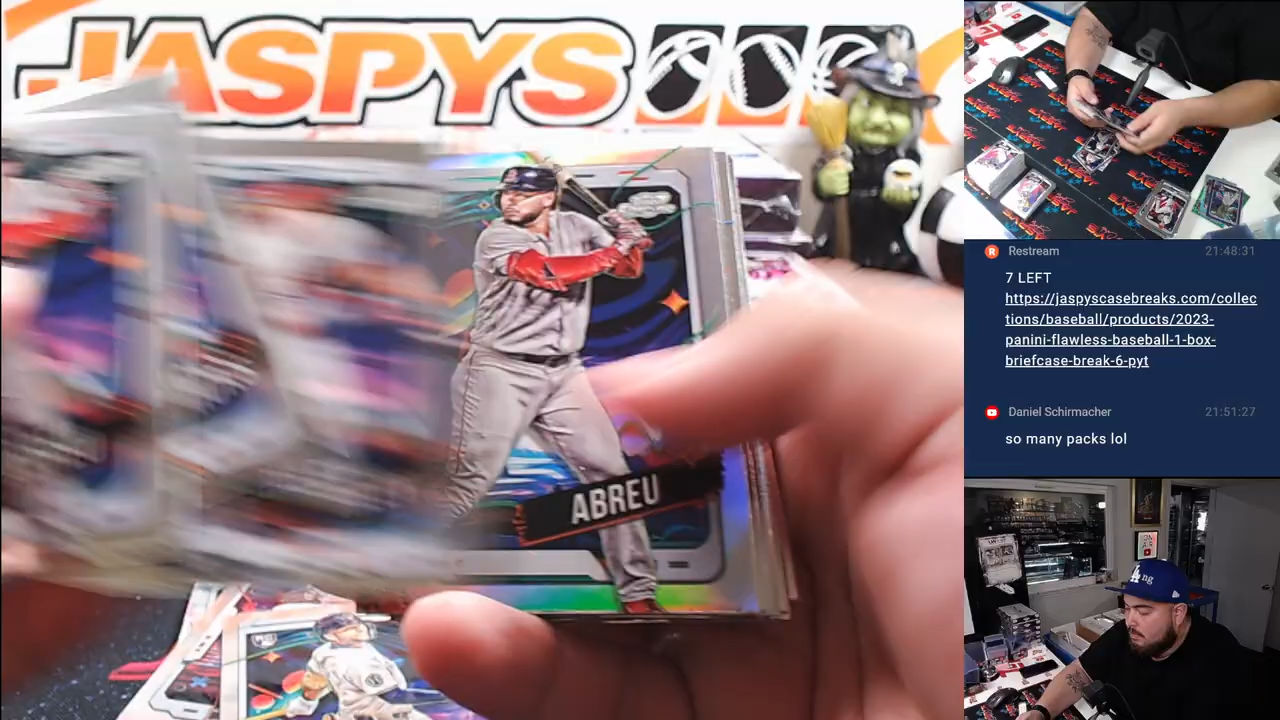 JASPYS
ABREU
Restream 21:48:31
7 LEFT
https://jaspyscasebreaks.com/collec
tions/baseball/products/2023-
panini-flawless-baseball-1-box-
briefcase-break-6-pyt
Daniel Schirmacher 21:51:27
so many packs lol